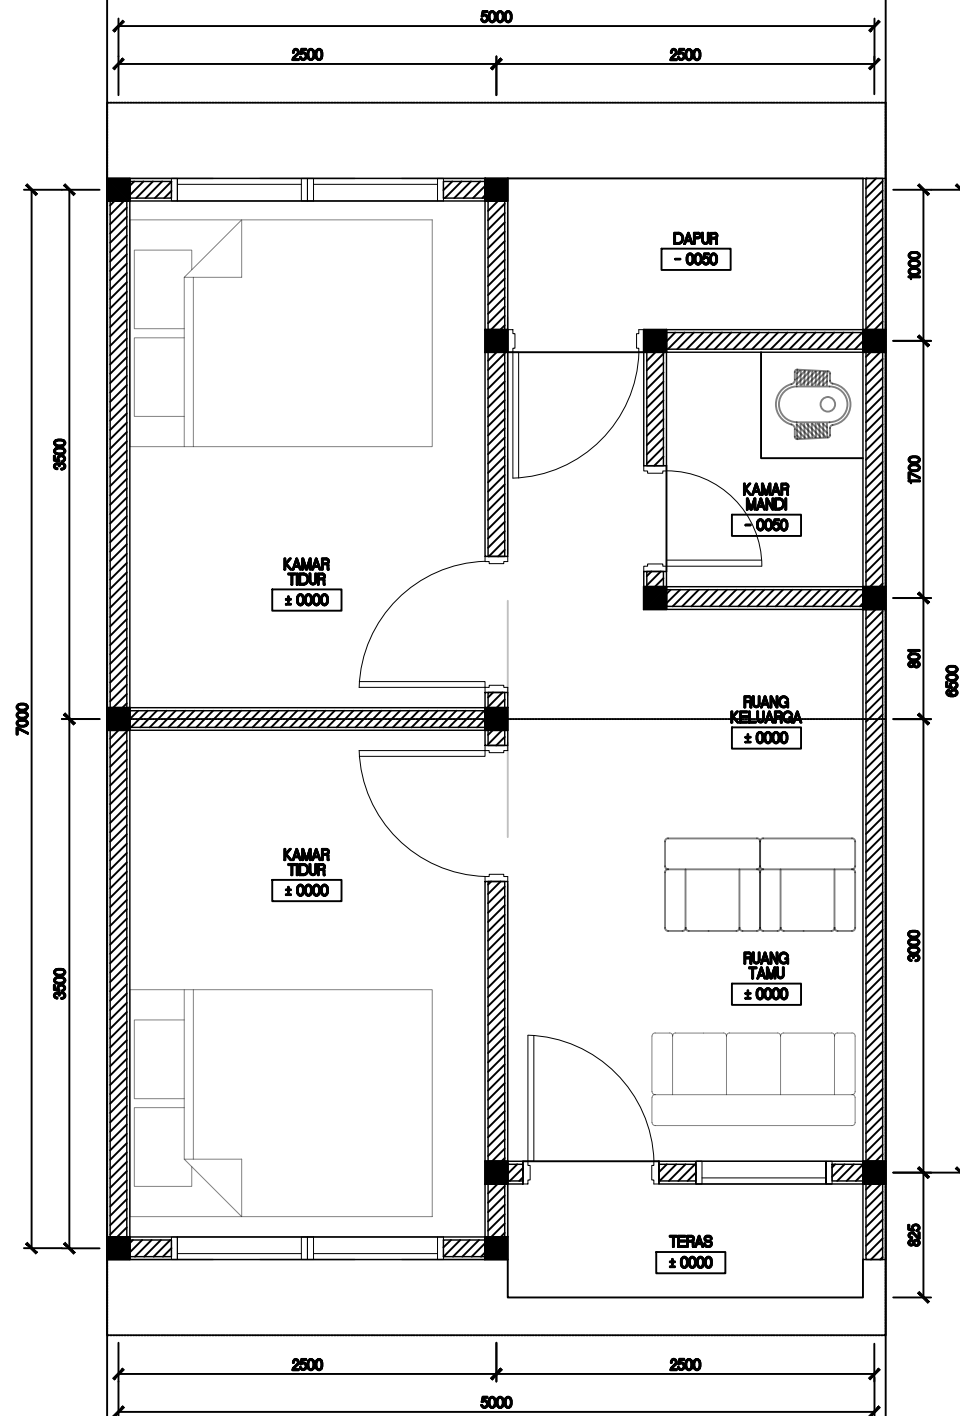 5000
2500 2500
DAPUR
- 0050
1000
3500
1700
KAMAR
MANDI
- 0050
KAMAR
TIDUR
± 0000
801
6500
7000
RUANG
KELUARGA
± 0000
KAMAR
TIDUR
± 0000
3000
3500
RUANG
TAMU
± 0000
825
TERAS
± 0000
2500 2500
5000